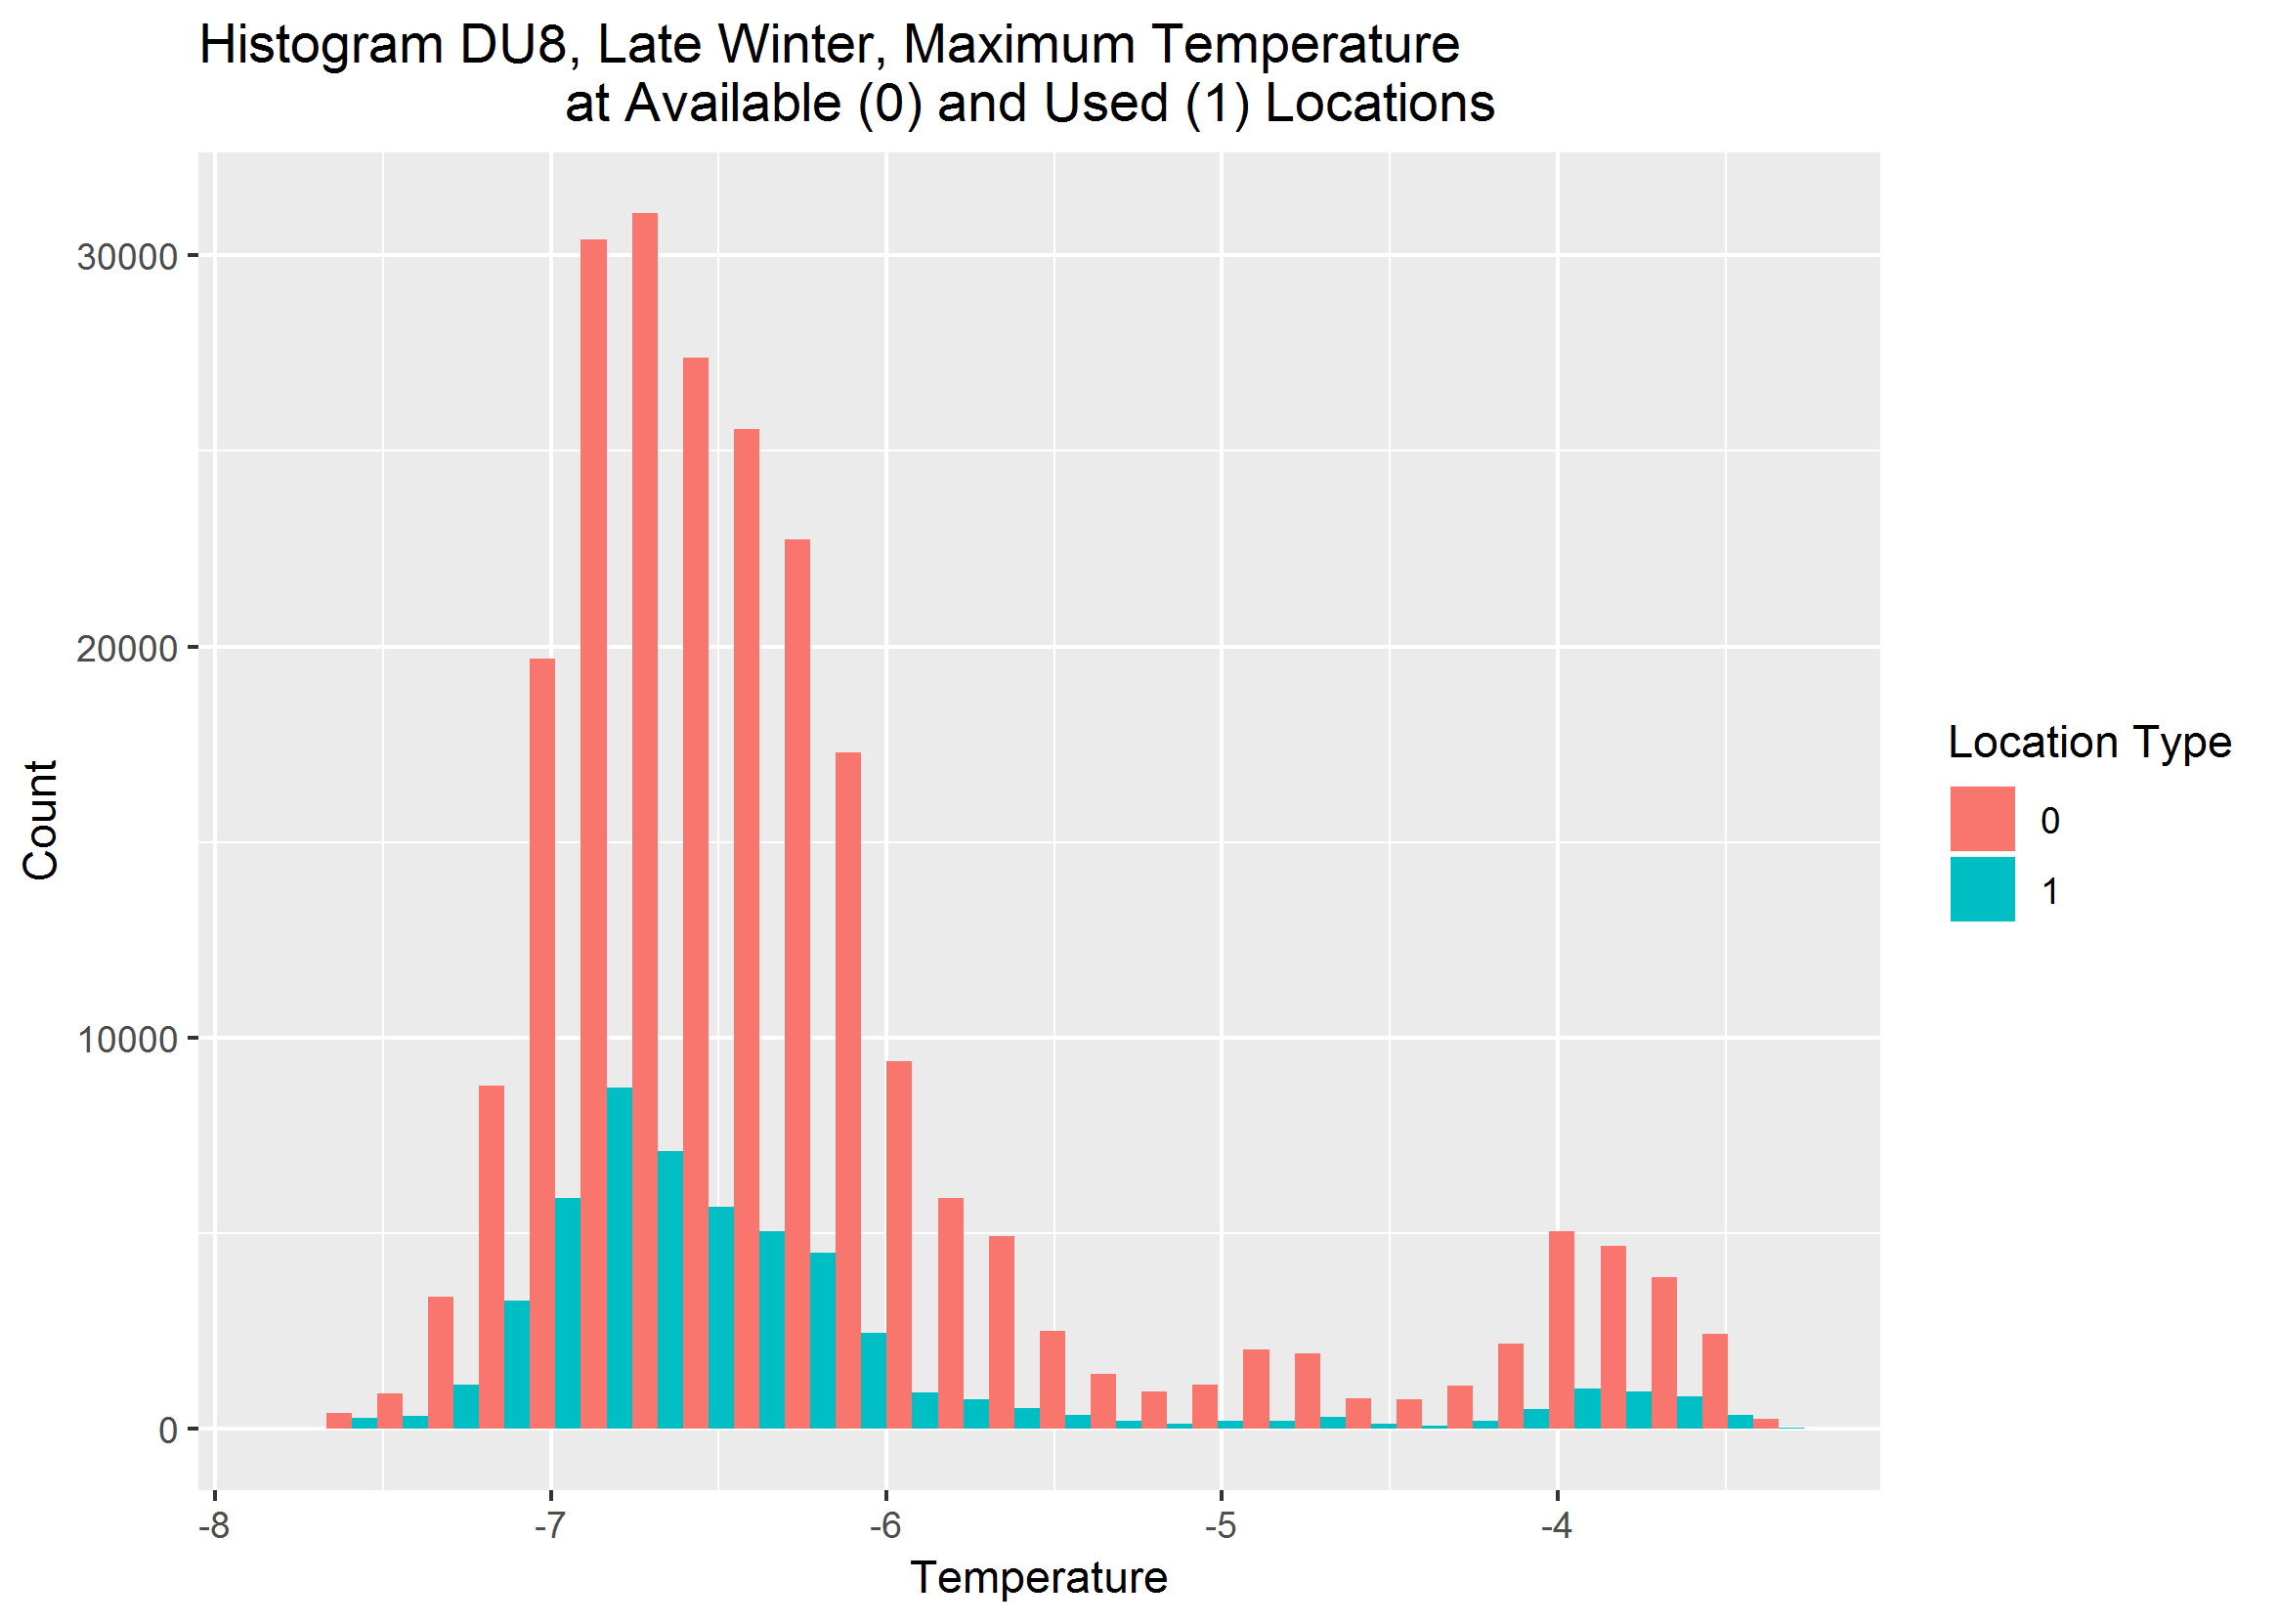 Histogram DU8, Late Winter, Maximum Temperature
at Available (0) and Used (1) Locations
30000
20000
10000
0
Count
-8
-7
-6
-5
-4
Temperature
Location Type
0
1